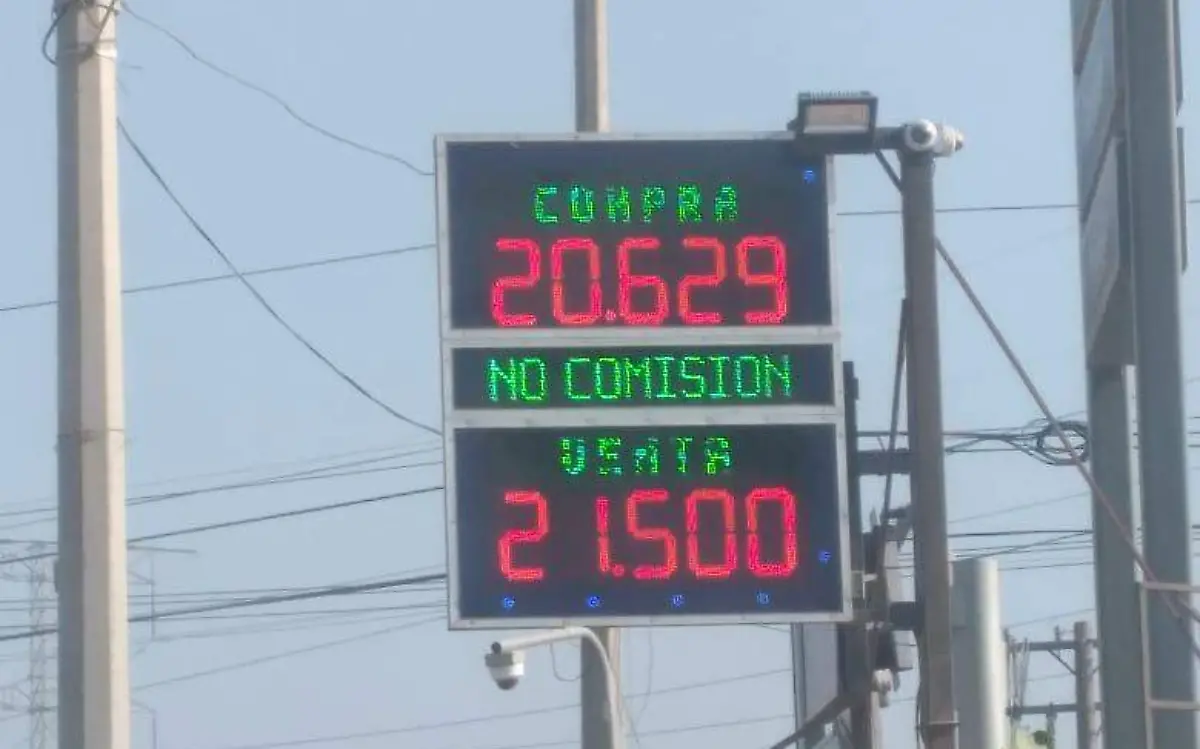 COMPRA
20.629
NO COMISION
VENTA
21.500